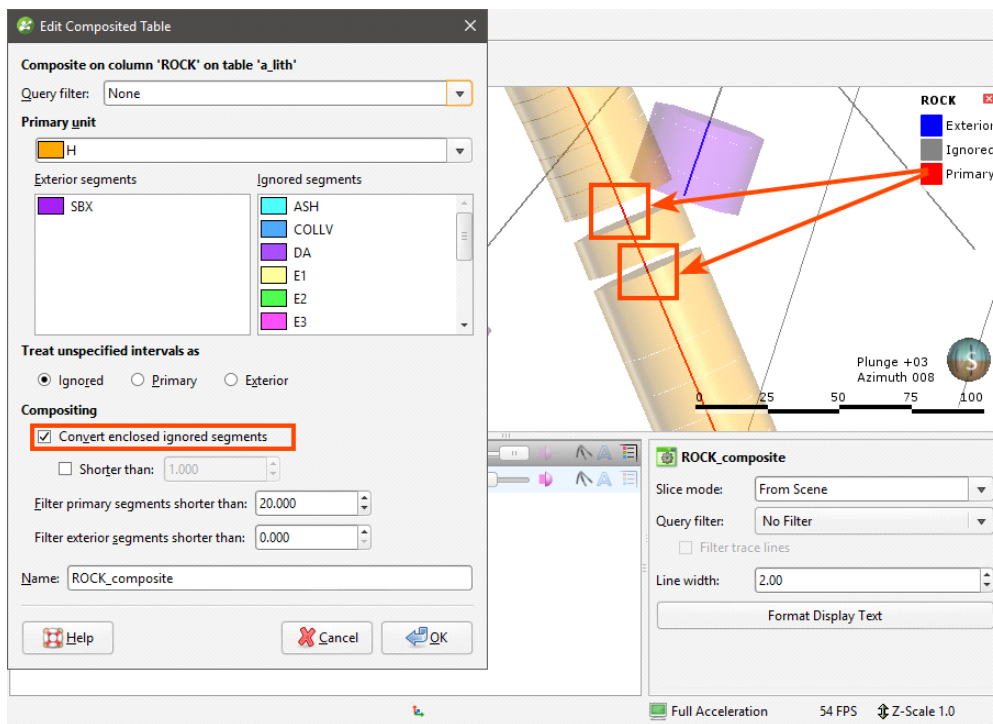 Edit Composited Table
Composite on column 'ROCK' on table 'a_lith'
Query filter: None
Primary unit
H
Exterior segments Ignored segments
SBX
ASH
COLLV
DA
E1
E2
E3
Treat unspecified intervals as
Ignored Primary Exterior
Compositing
Convert enclosed ignored segments
Shorter than: 1.000
Filter primary segments shorter than: 20.000
Filter exterior segments shorter than: 0.000
Name: ROCK_composite
Help Cancel OK
ROCK
Exterior
Ignored
Primary
Plunge +03
Azimuth 008
S
0 25 50 75 100
ROCK_composite
Slice mode: From Scene
Query filter: No Filter
Filter trace lines
Line width: 2.00
Format Display Text
Full Acceleration 54 FPS Z-Scale 1.0